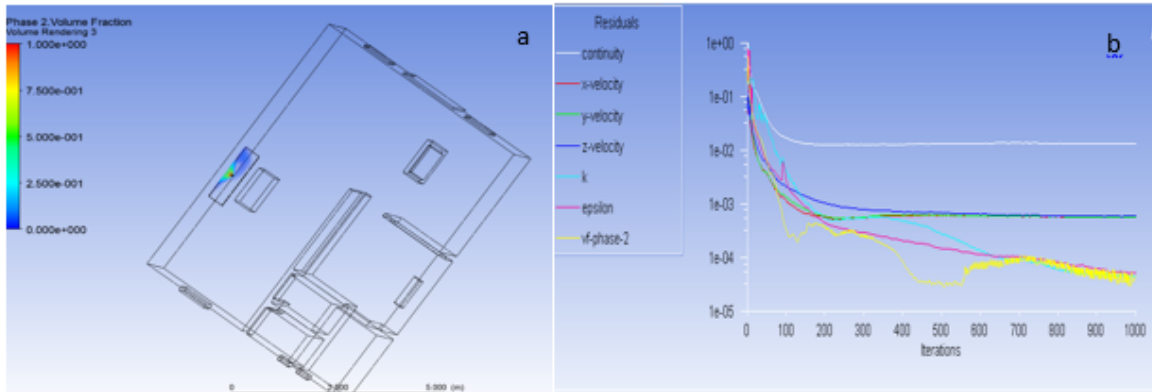 Phase 2.Volume Fraction
Volume Rendering 3
1.000e+000
7.500e-001
5.000e-001
2.500e-001
0.000e+000
a
0
5.000 (m)
Residuals
continuity
x-velocity
y-velocity
z-velocity
k
epsilon
vf-phase-2
b
1e+00
1e-01
1e-02
1e-03
1e-04
1e-05
0
100
200
300
400
500
600
700
800
900
1000
Iterations